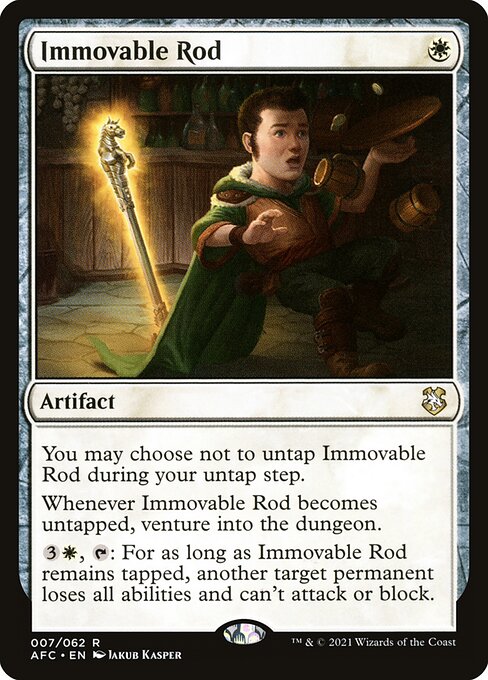 Immovable Rod
Artifact
You may choose not to untap Immovable
Rod during your untap step.
Whenever Immovable Rod becomes
untapped, venture into the dungeon.
3, : For as long as Immovable Rod
remains tapped, another target permanent
loses all abilities and can't attack or block.
007/062 R
AFC • EN Jakub Kasper
™ & © 2021 Wizards of the Coast